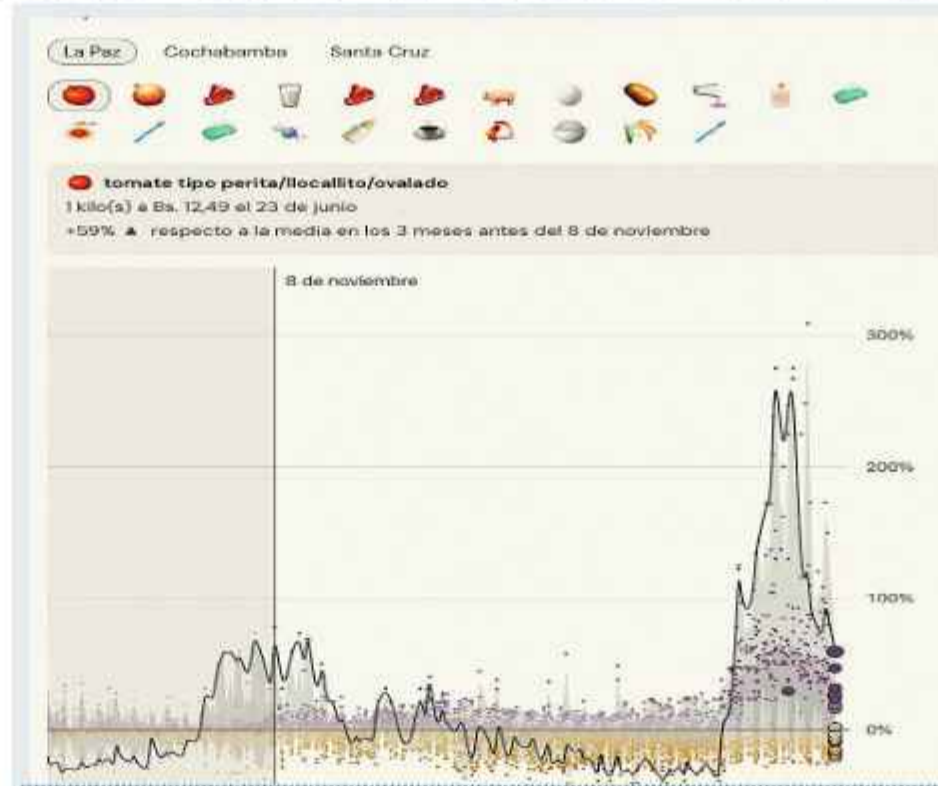 La Paz Cochabamba Santa Cruz
tomate tipo perita/llocallito/ovalado
1 kilo(s) a Bs. 12,49 el 23 de junio
+59% ▲ respecto a la media en los 3 meses antes del 8 de noviembre
8 de noviembre
300%
200%
100%
0%